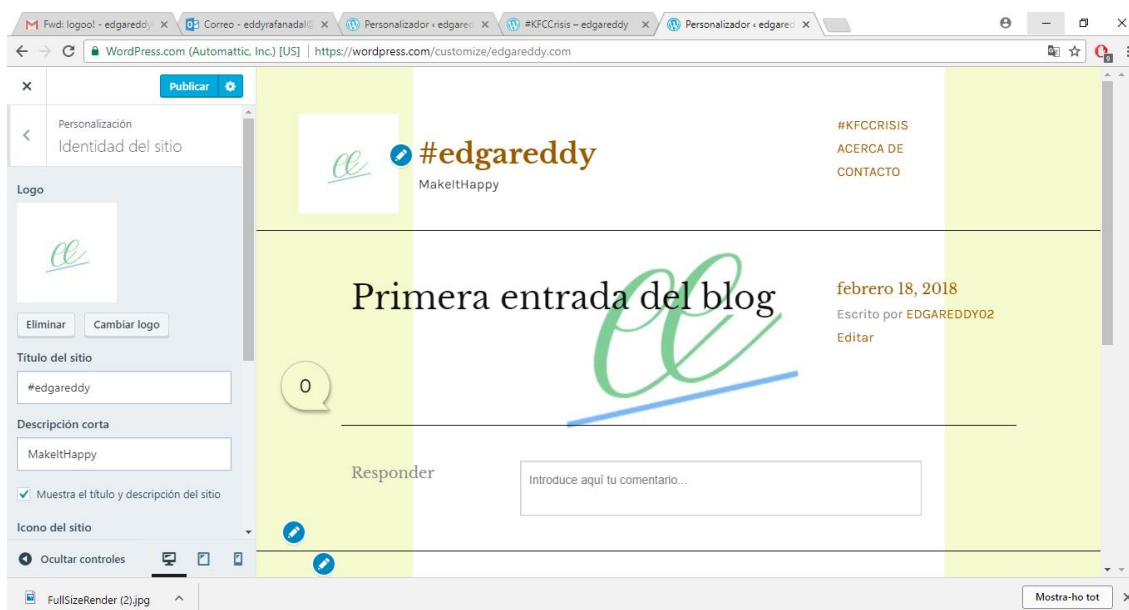 Fwd: logoo! - edgareddy
Correo - eddyrafanadal@
Personalizador ‹ edgared
#KFCCrisis – edgareddy
Personalizador ‹ edgared
WordPress.com (Automattic, Inc.) [US] | https://wordpress.com/customize/edgareddy.com
Publicar
Personalización
Identidad del sitio
Logo
ee
Eliminar
Cambiar logo
Título del sitio
#edgareddy
Descripción corta
MakeItHappy
Muestra el título y descripción del sitio
Icono del sitio
Ocultar controles
ee
#edgareddy
MakeItHappy
#KFCCRISIS
ACERCA DE
CONTACTO
ee
Primera entrada del blog
febrero 18, 2018
Escrito por EDGAREDDY02
Editar
0
Responder
Introduce aquí tu comentario...
FullSizeRender (2).jpg
Mostra-ho tot